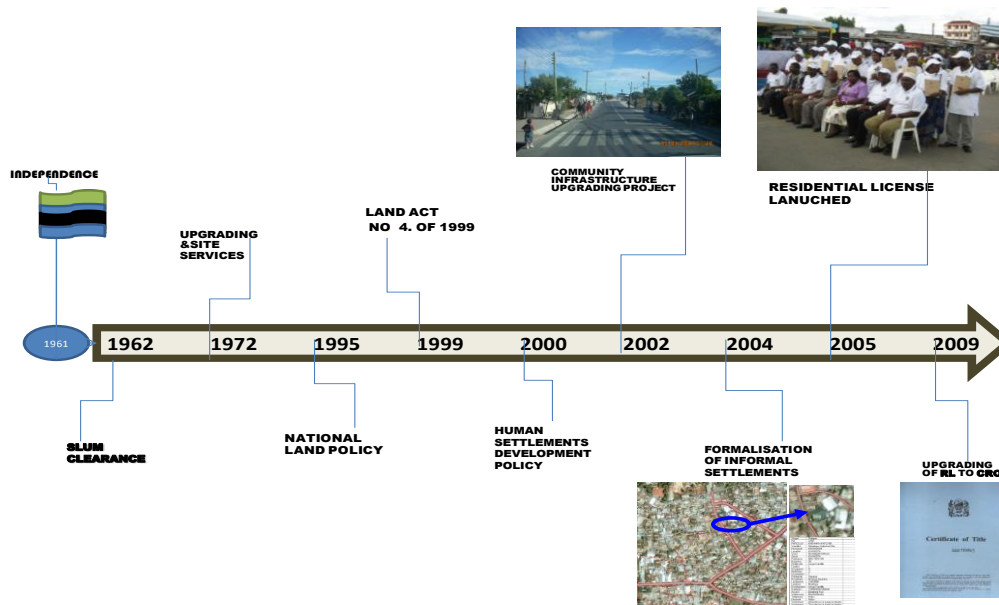 INDEPENDENCE
UPGRADING
&SITE
SERVICES
LAND ACT
NO 4. OF 1999
COMMUNITY
INFRASTRUCTURE
UPGRADING PROJECT
RESIDENTIAL LICENSE
LANUCHED
1961
1962
1972
1995
1999
2000
2002
2004
2005
2009
SLUM
CLEARANCE
NATIONAL
LAND POLICY
HUMAN
SETTLEMENTS
DEVELOPMENT
POLICY
FORMALISATION
OF INFORMAL
SETTLEMENTS
UPGRADING
OF RL TO CRO
Certificate of Title